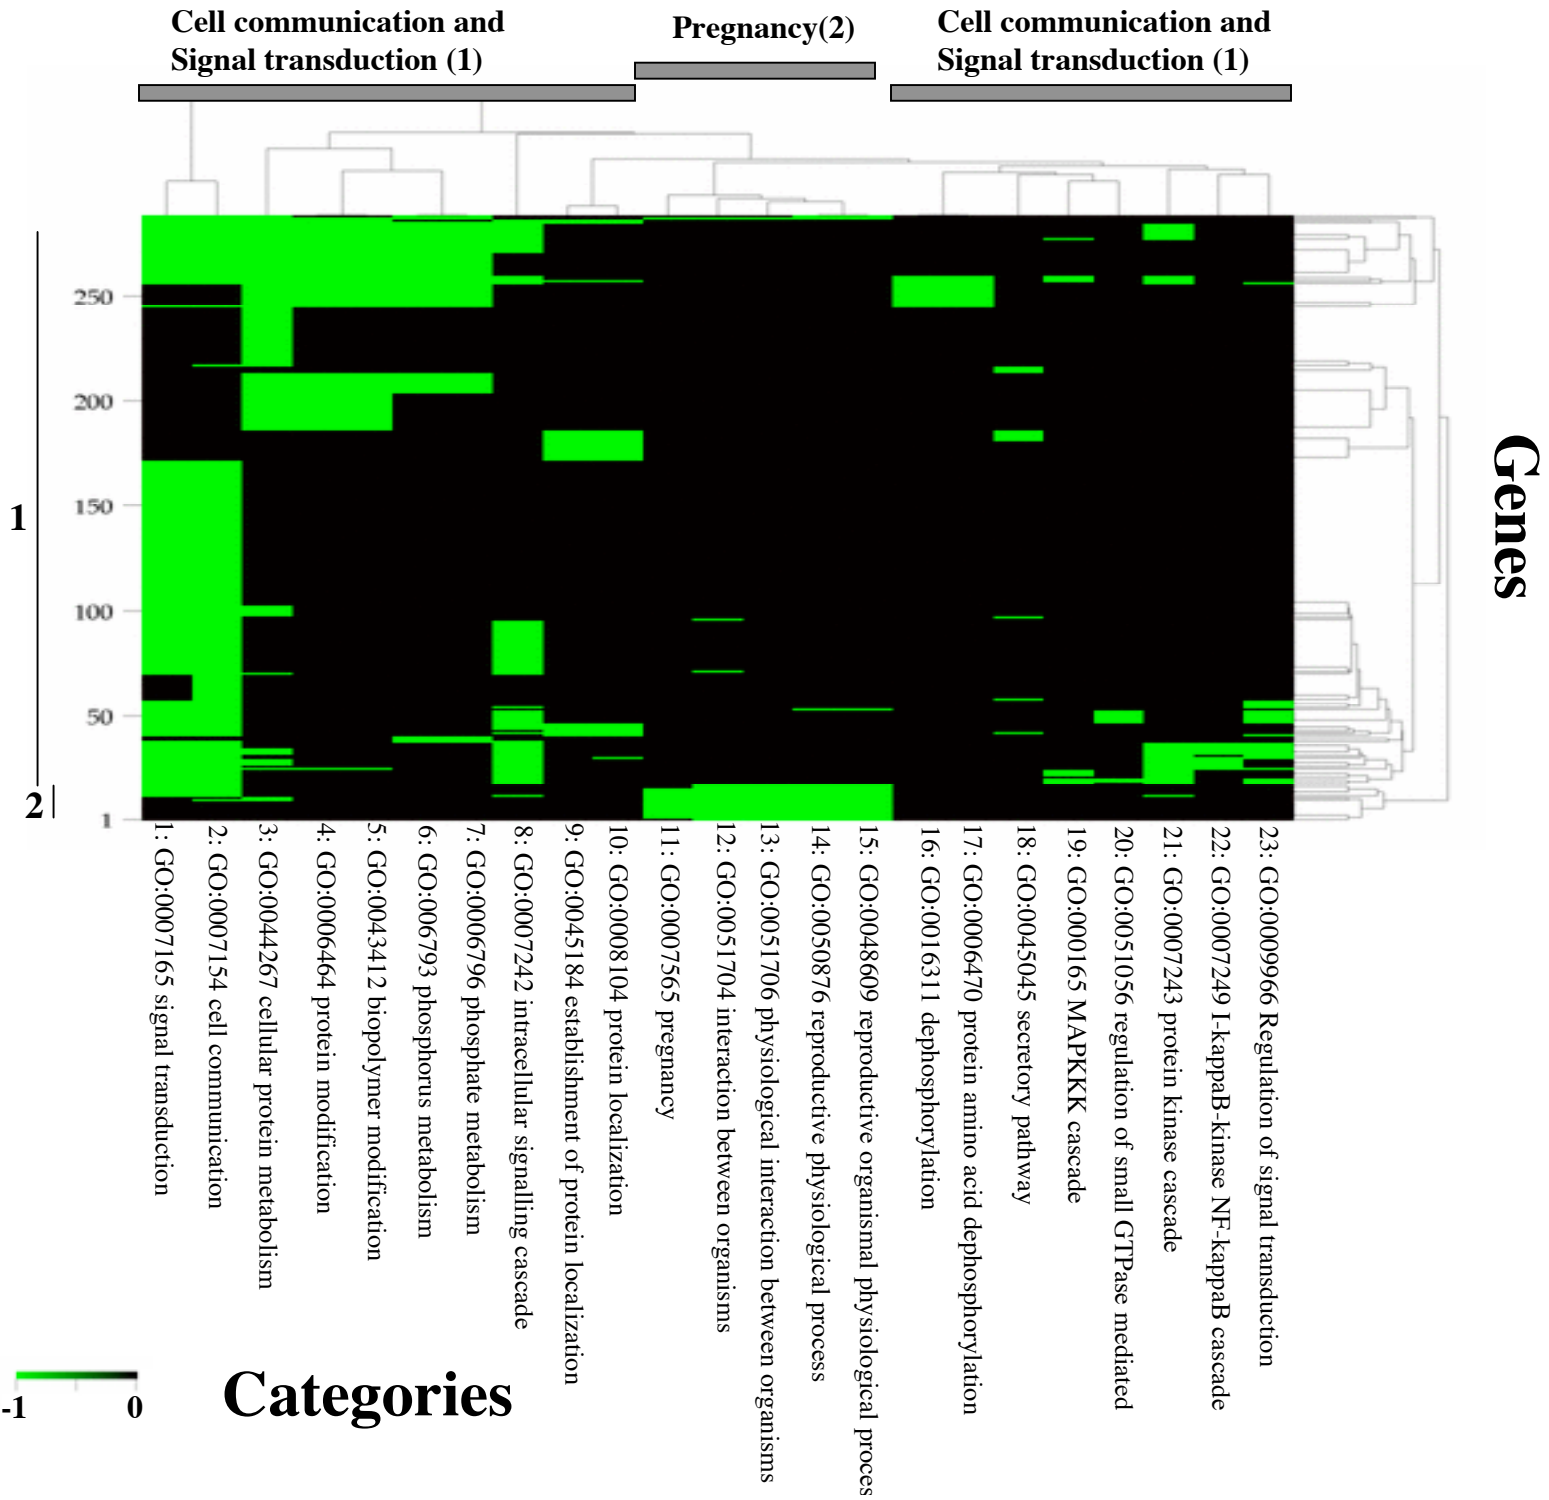 Cell communication and
Signal transduction (1)
Pregnancy(2)
Cell communication and
Signal transduction (1)
250
200
150
100
50
1
1
2
Genes
1: GO:0007165 signal transduction
2: GO:0007154 cell communication
3: GO:0044267 cellular protein metabolism
4: GO:0006464 protein modification
5: GO:0043412 biopolymer modification
6: GO:006793 phosphorus metabolism
7: GO:0006796 phosphate metabolism
8: GO:0007242 intracellular signalling cascade
9: GO:0045184 establishment of protein localization
10: GO:0008104 protein localization
11: GO:0007565 pregnancy
12: GO:0051704 interaction between organisms
13: GO:0051706 physiological interaction between organisms
14: GO:0050876 reproductive physiological process
15: GO:0048609 reproductive organismal physiological proces
16: GO:0016311 dephosphorylation
17: GO:0006470 protein amino acid dephosphorylation
18: GO:0045045 secretory pathway
19: GO:000165 MAPKKK cascade
20: GO:0051056 regulation of small GTPase mediated
21: GO:0007243 protein kinase cascade
22: GO:0007249 I-kappaB-kinase NF-kappaB cascade
23: GO:0009966 Regulation of signal transduction
-1
0
Categories